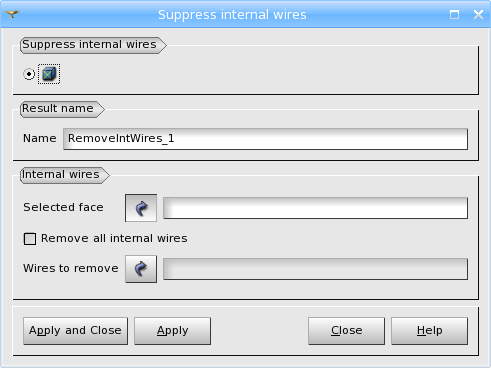 Suppress internal wires
Suppress internal wires
Result name
Name RemoveIntWires_1
Internal wires
Selected face
Remove all internal wires
Wires to remove
Apply and Close Apply Close Help